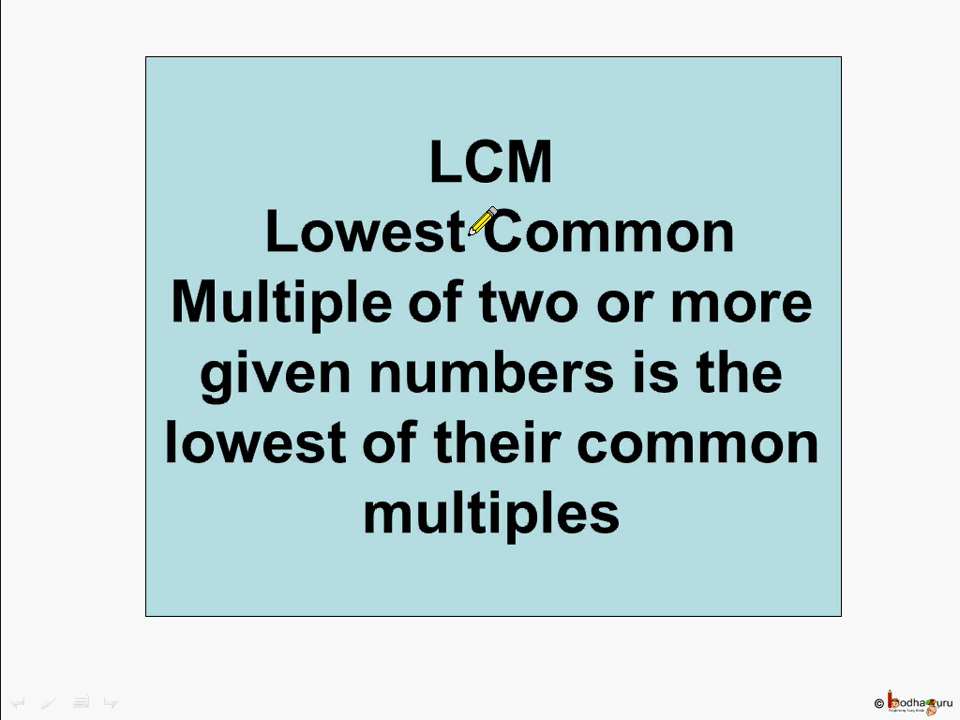 LCM
Lowest Common
Multiple of two or more
given numbers is the
lowest of their common
multiples
©